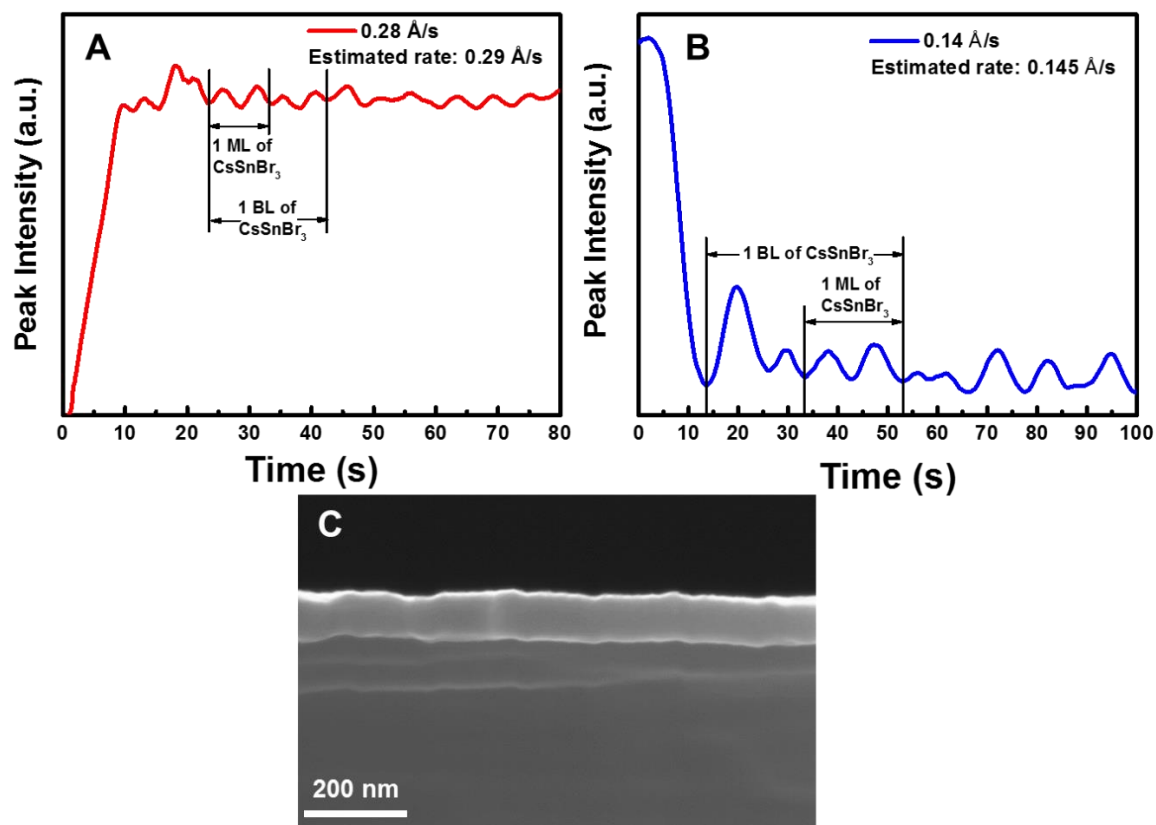 A
0.28 Å/s
Estimated rate: 0.29 Å/s
1 ML of
CsSnBr₃
1 BL of
CsSnBr₃
Peak Intensity (a.u.)
0 10 20 30 40 50 60 70 80
Time (s)
B
0.14 Å/s
Estimated rate: 0.145 Å/s
1 BL of CsSnBr₃
1 ML of
CsSnBr₃
Peak Intensity (a.u.)
0 10 20 30 40 50 60 70 80 90 100
Time (s)
C
200 nm